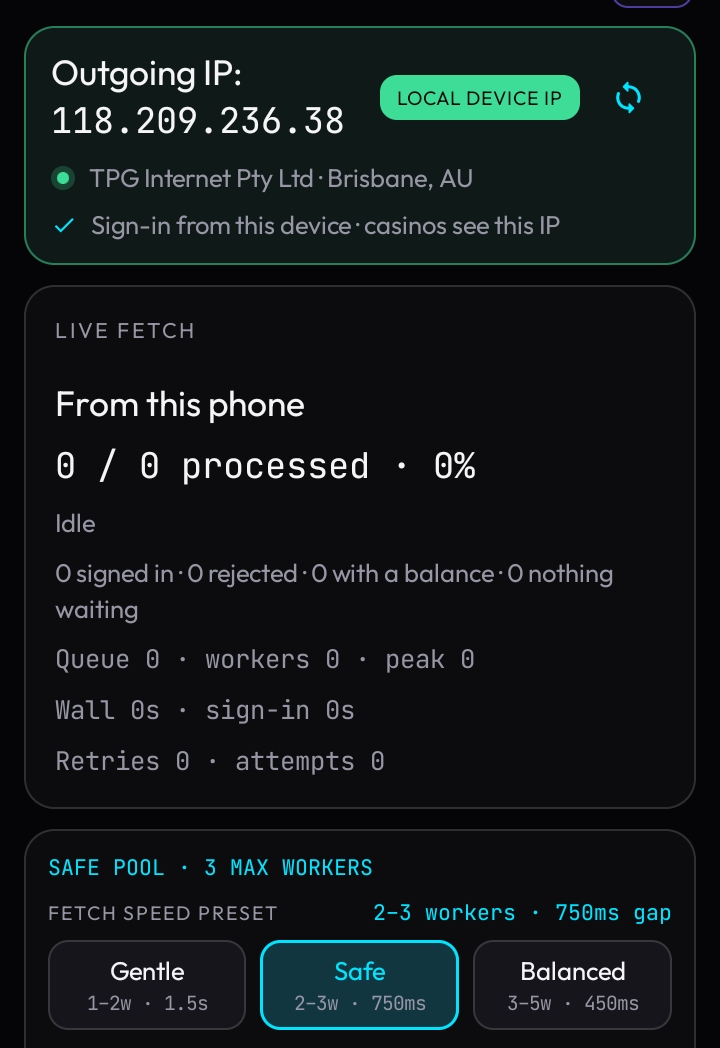 Outgoing IP:
118.209.236.38
LOCAL DEVICE IP
TPG Internet Pty Ltd · Brisbane, AU
Sign-in from this device · casinos see this IP
LIVE FETCH
From this phone
0 / 0 processed · 0%
Idle
0 signed in · 0 rejected · 0 with a balance · 0 nothing
waiting
Queue 0 · workers 0 · peak 0
Wall 0s · sign-in 0s
Retries 0 · attempts 0
SAFE POOL · 3 MAX WORKERS
FETCH SPEED PRESET
2–3 workers · 750ms gap
Gentle
1–2w · 1.5s
Safe
2–3w · 750ms
Balanced
3–5w · 450ms